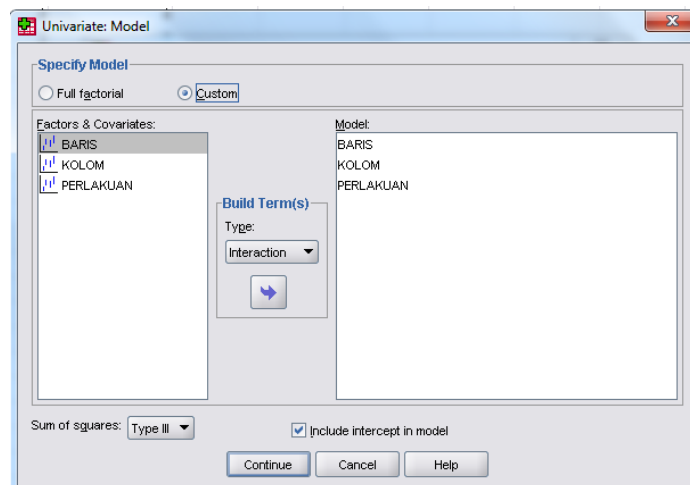 Univariate: Model
Specify Model
Full factorial
Custom
Factors & Covariates:
BARIS
KOLOM
PERLAKUAN
Build Term(s)
Type:
Interaction
Model:
BARIS
KOLOM
PERLAKUAN
Sum of squares: Type III
Include intercept in model
Continue Cancel Help